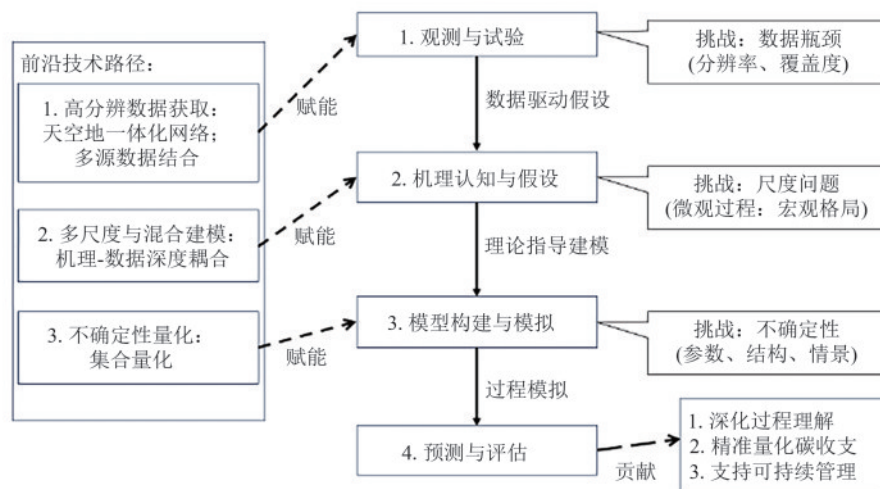 前沿技术路径：
1. 高分辨数据获取：
天空地一体化网络；
多源数据结合
2. 多尺度与混合建模：
机理-数据深度耦合
3. 不确定性量化：
集合量化
赋能
赋能
赋能
1. 观测与试验
数据驱动假设
2. 机理认知与假设
理论指导建模
3. 模型构建与模拟
过程模拟
4. 预测与评估
挑战：数据瓶颈
(分辨率、覆盖度)
挑战：尺度问题
(微观过程：宏观格局)
挑战：不确定性
(参数、结构、情景)
贡献
1. 深化过程理解
2. 精准量化碳收支
3. 支持可持续管理